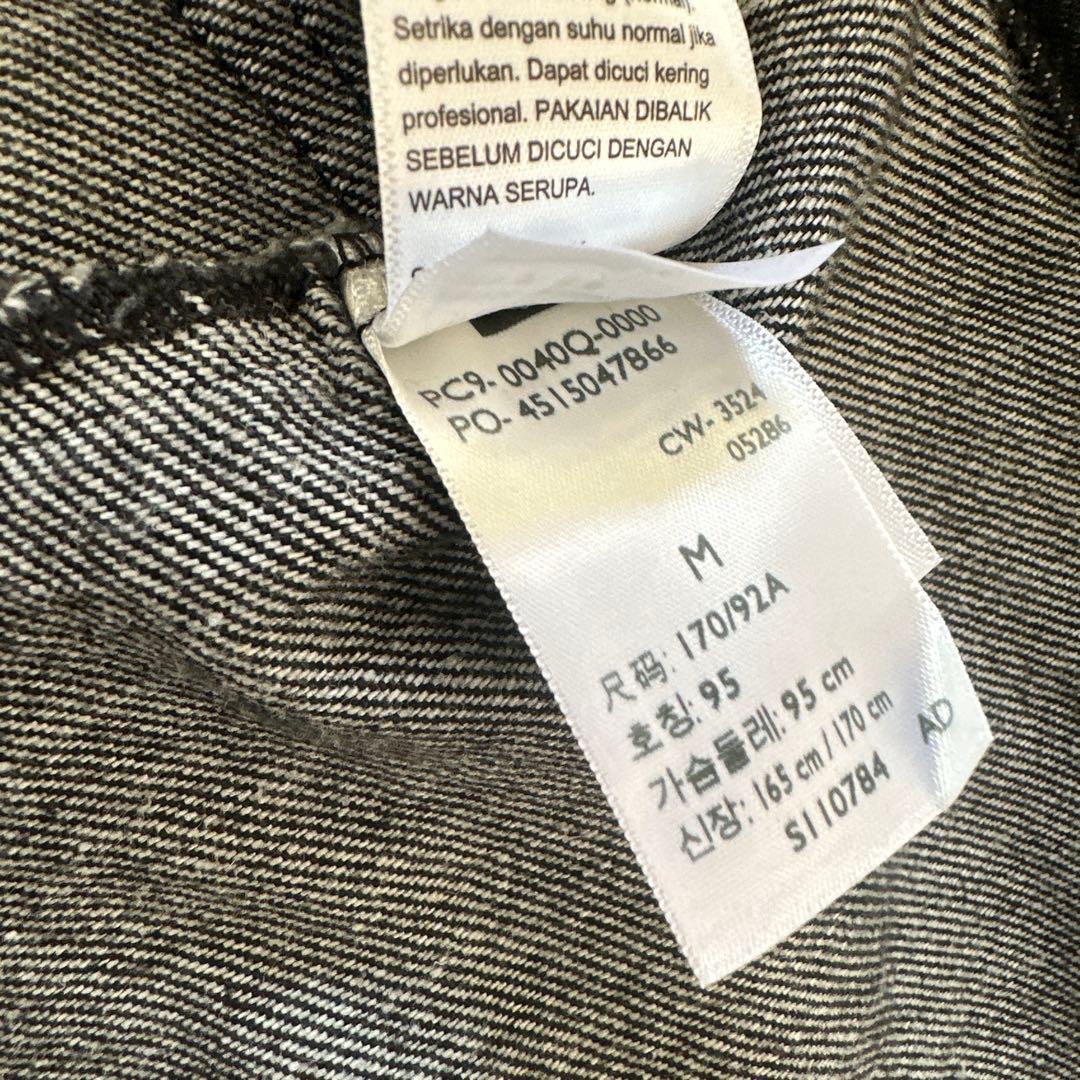 Setrika dengan suhu normal jika
diperlukan. Dapat dicuci kering
profesional. PAKAIAN DIBALIK
SEBELUM DICUCI DENGAN
WARNA SERUPA.
PC9- 0040Q-0000
PO- 4515047866
CW- 3524
05286
M
尺码: 170/92A
호칭: 95
가슴둘레: 95 cm
신장: 165 cm / 170 cm
S110784
AD